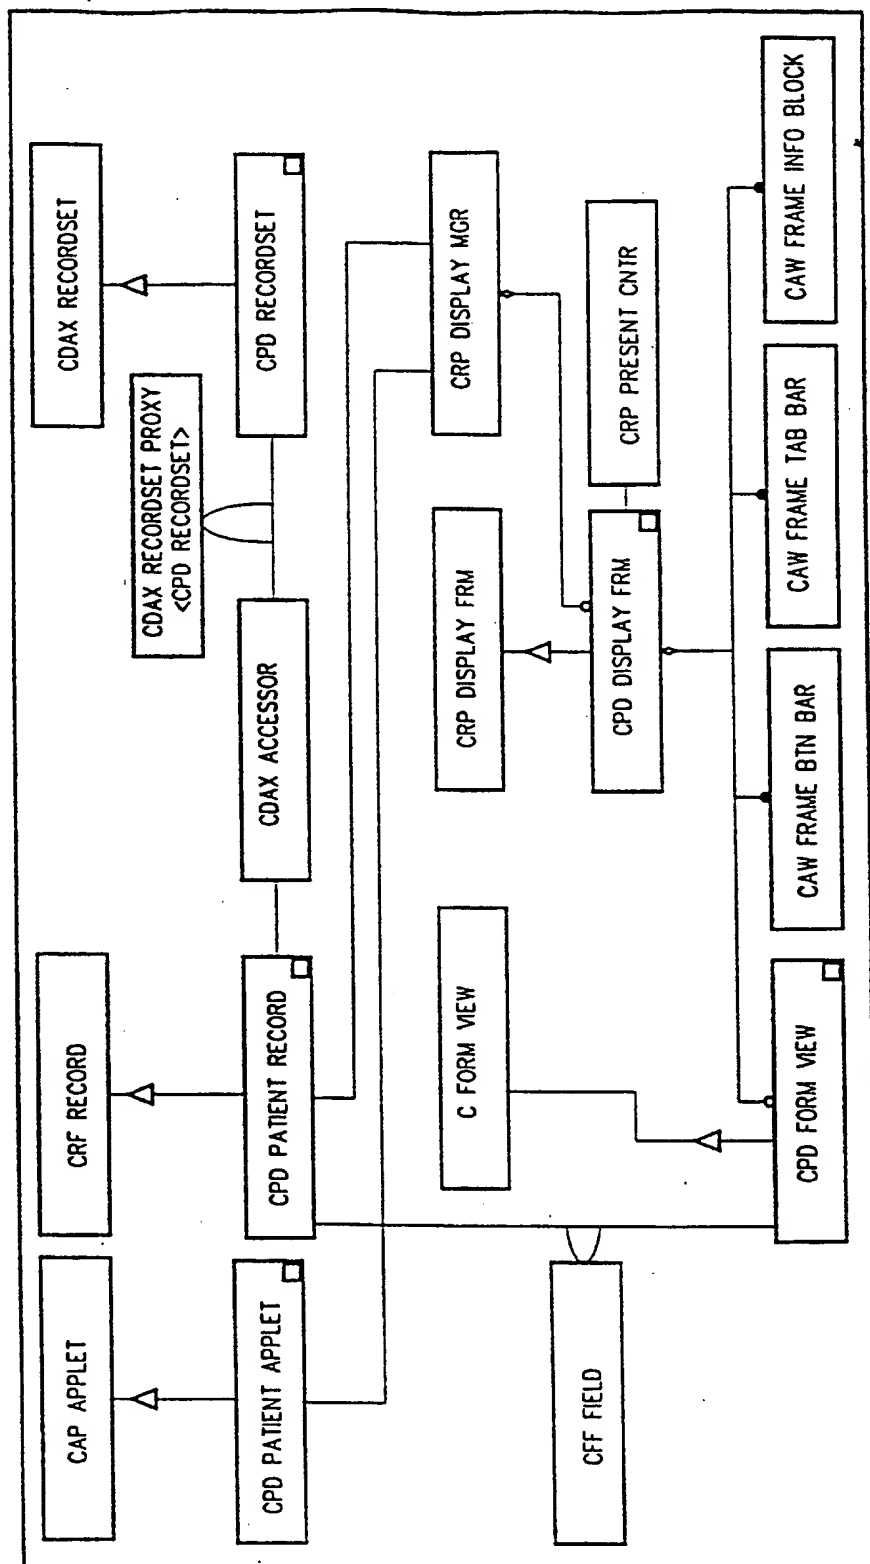 CAP APPLET
CRF RECORD
CDAX RECORDSET
CDAX RECORDSET PROXY
<CPD RECORDSET>
CPD PATIENT APPLET
CPD PATIENT RECORD
CDAX ACCESSOR
CPD RECORDSET
C FORM VIEW
CRP DISPLAY FRM
CRP DISPLAY MGR
CFF FIELD
CPD DISPLAY FRM
CRP PRESENT CNTR
CPD FORM VIEW
CAW FRAME BTN BAR
CAW FRAME TAB BAR
CAW FRAME INFO BLOCK